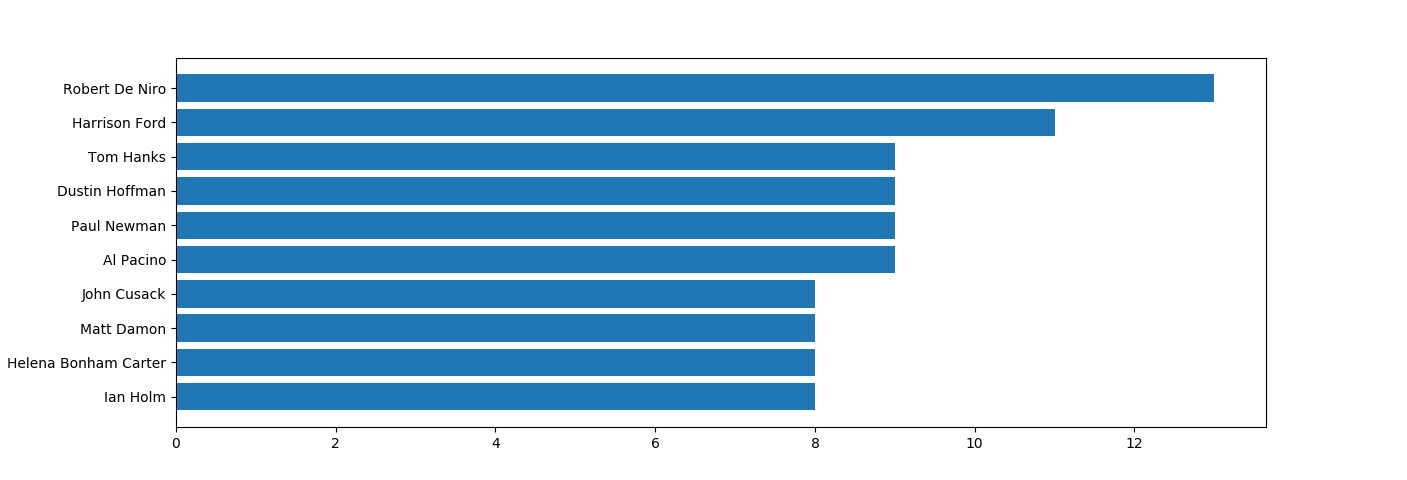 Robert De Niro
Harrison Ford
Tom Hanks
Dustin Hoffman
Paul Newman
Al Pacino
John Cusack
Matt Damon
Helena Bonham Carter
Ian Holm
0 2 4 6 8 10 12